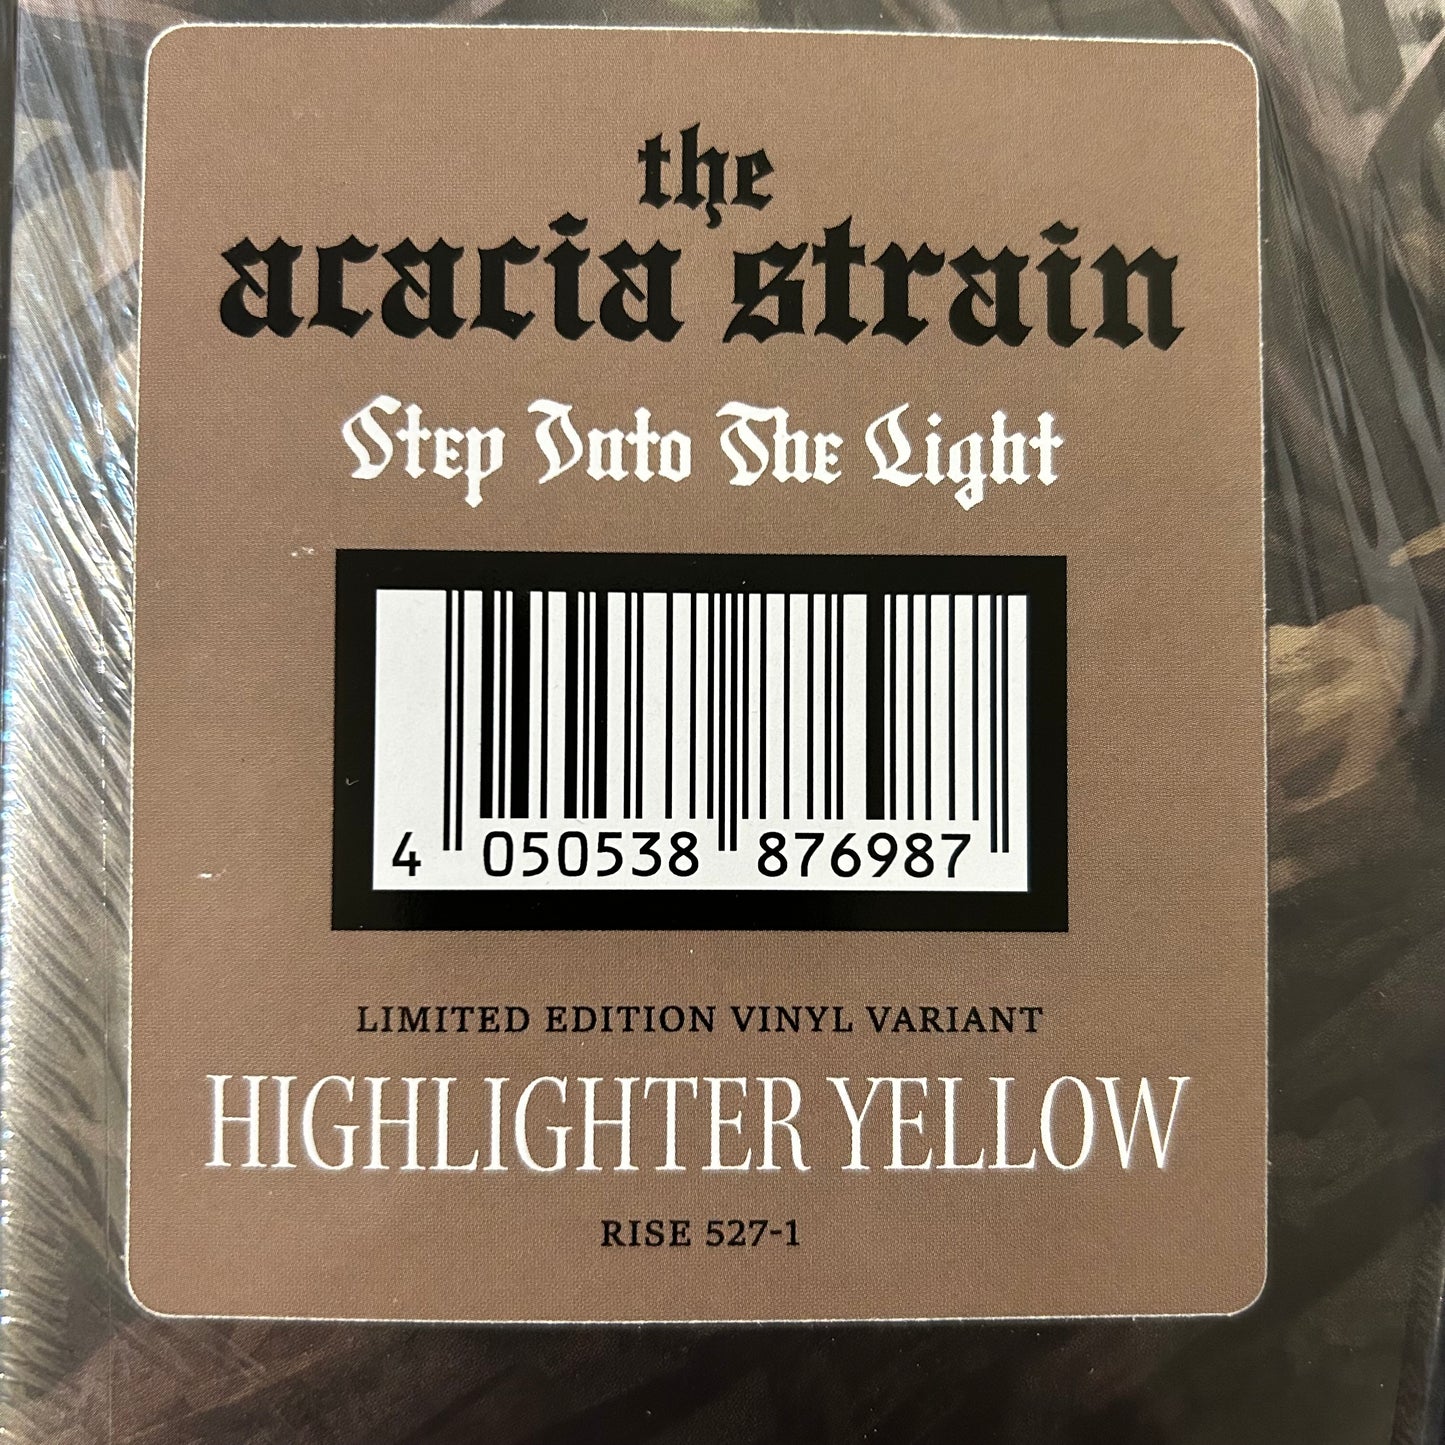 the
acacia strain
Step Into The Light
4 050538 876987
LIMITED EDITION VINYL VARIANT
HIGHLIGHTER YELLOW
RISE 527-1